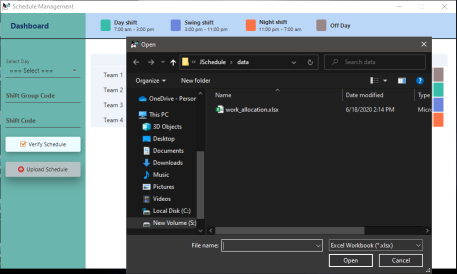 Schedule Management
Dashboard
Day shift
7:00 am - 3:00 pm
Swing shift
3:00 pm - 11:00 pm
Night shift
11:00 pm - 7:00 am
Off Day
Select Day
=== Select ===
Shift Group Code
Shift Code
Verify Schedule
Upload Schedule
Team 1
Team 2
Team 3
Team 4
Open
JSchedule
data
Search data
Organize
New folder
OneDrive - Person
This PC
3D Objects
Desktop
Documents
Downloads
Music
Pictures
Videos
Local Disk (C:)
New Volume (S:)
Name
Date modified
Type
work_allocation.xlsx
6/18/2020 2:14 PM
Micro
File name:
Excel Workbook (*.xlsx)
Open
Cancel